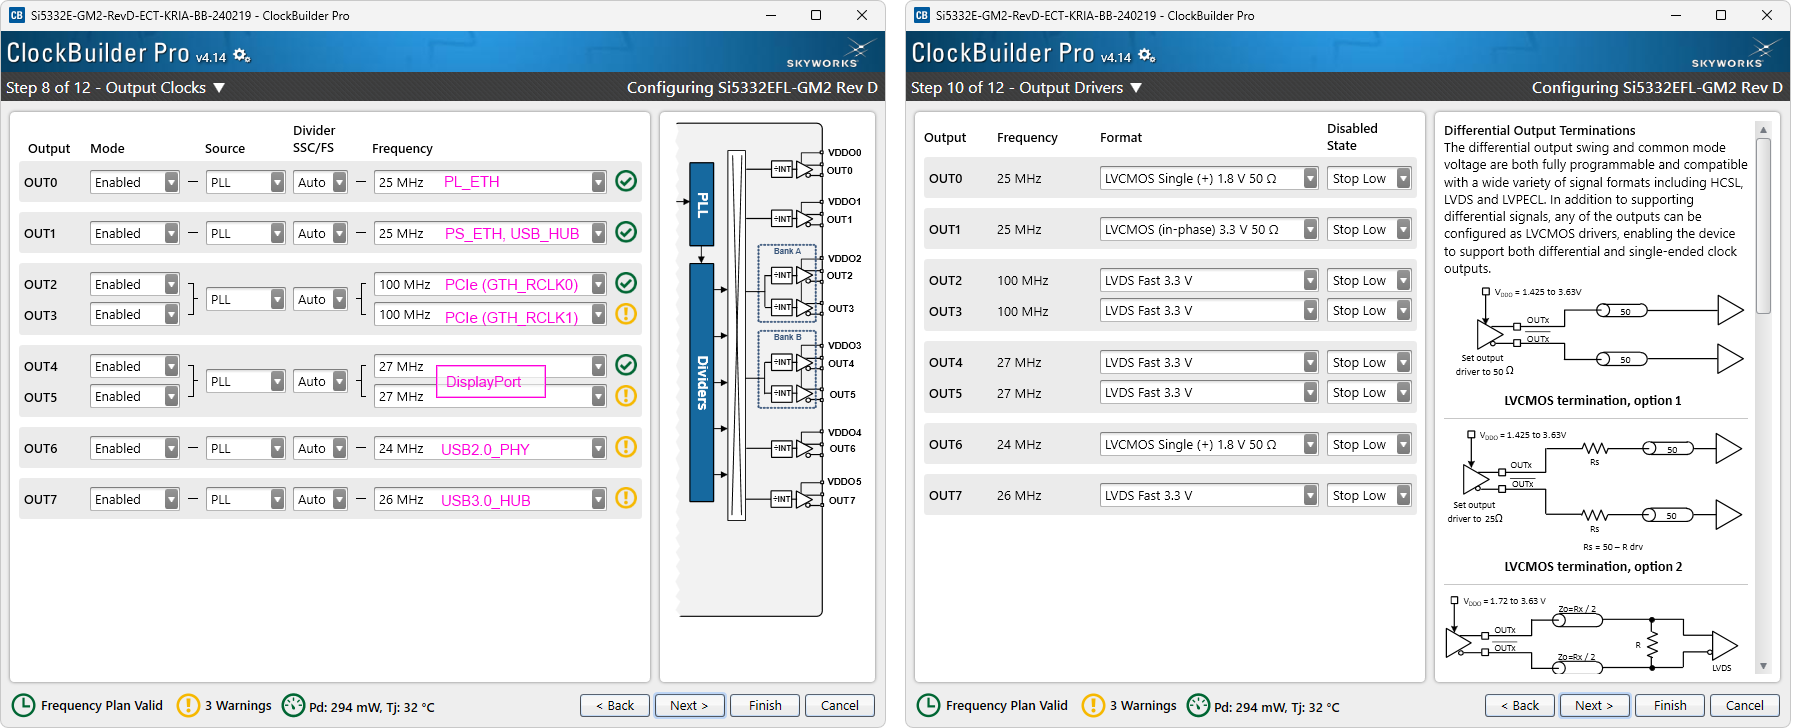 Si5332E-GM2-RevD-ECT-KRIA-BB-240219 - ClockBuilder Pro
ClockBuilder Pro v4.14
SKYWORKS
Step 8 of 12 - Output Clocks ▼
Configuring Si5332EFL-GM2 Rev D
Output Mode Source Divider SSC/FS Frequency
OUT0 Enabled PLL Auto 25 MHz PL_ETH
OUT1 Enabled PLL Auto 25 MHz PS_ETH, USB_HUB
OUT2 Enabled 100 MHz PCIe (GTH_RCLK0)
PLL Auto
OUT3 Enabled 100 MHz PCIe (GTH_RCLK1)
OUT4 Enabled 27 MHz
PLL Auto DisplayPort
OUT5 Enabled 27 MHz
OUT6 Enabled PLL Auto 24 MHz USB2.0_PHY
OUT7 Enabled PLL Auto 26 MHz USB3.0_HUB
PLL
Dividers
÷INT VDDO0
OUT0
÷INT VDDO1
OUT1
Bank A
÷INT VDDO2
OUT2
÷INT OUT3
Bank B
÷INT VDDO3
OUT4
÷INT OUT5
÷INT VDDO4
OUT6
÷INT VDDO5
OUT7
Frequency Plan Valid 3 Warnings Pd: 294 mW, Tj: 32 °C
< Back Next > Finish Cancel
Si5332E-GM2-RevD-ECT-KRIA-BB-240219 - ClockBuilder Pro
ClockBuilder Pro v4.14
SKYWORKS
Step 10 of 12 - Output Drivers ▼
Configuring Si5332EFL-GM2 Rev D
Output Frequency Format Disabled State
OUT0 25 MHz LVCMOS Single (+) 1.8 V 50 Ω Stop Low
OUT1 25 MHz LVCMOS (in-phase) 3.3 V 50 Ω Stop Low
OUT2 100 MHz LVDS Fast 3.3 V Stop Low
OUT3 100 MHz LVDS Fast 3.3 V Stop Low
OUT4 27 MHz LVDS Fast 3.3 V Stop Low
OUT5 27 MHz LVDS Fast 3.3 V Stop Low
OUT6 24 MHz LVCMOS Single (+) 1.8 V 50 Ω Stop Low
OUT7 26 MHz LVDS Fast 3.3 V Stop Low
Differential Output Terminations
The differential output swing and common mode
voltage are both fully programmable and compatible
with a wide variety of signal formats including HCSL,
LVDS and LVPECL. In addition to supporting
differential signals, any of the outputs can be
configured as LVCMOS drivers, enabling the device
to support both differential and single-ended clock
outputs.
VDDO = 1.425 to 3.63V
50
OUTx
OUTx
Set output
driver to 50 Ω
50
LVCMOS termination, option 1
VDDO = 1.425 to 3.63V
Rs 50
OUTx
OUTx
Set output
driver to 25Ω
50
Rs
Rs = 50 – R drv
LVCMOS termination, option 2
VDDO = 1.72 to 3.63 V
Zo=Rx / 2
OUTx
OUTx
R
Zo=Rx / 2
LVDS
Frequency Plan Valid 3 Warnings Pd: 294 mW, Tj: 32 °C
< Back Next > Finish Cancel